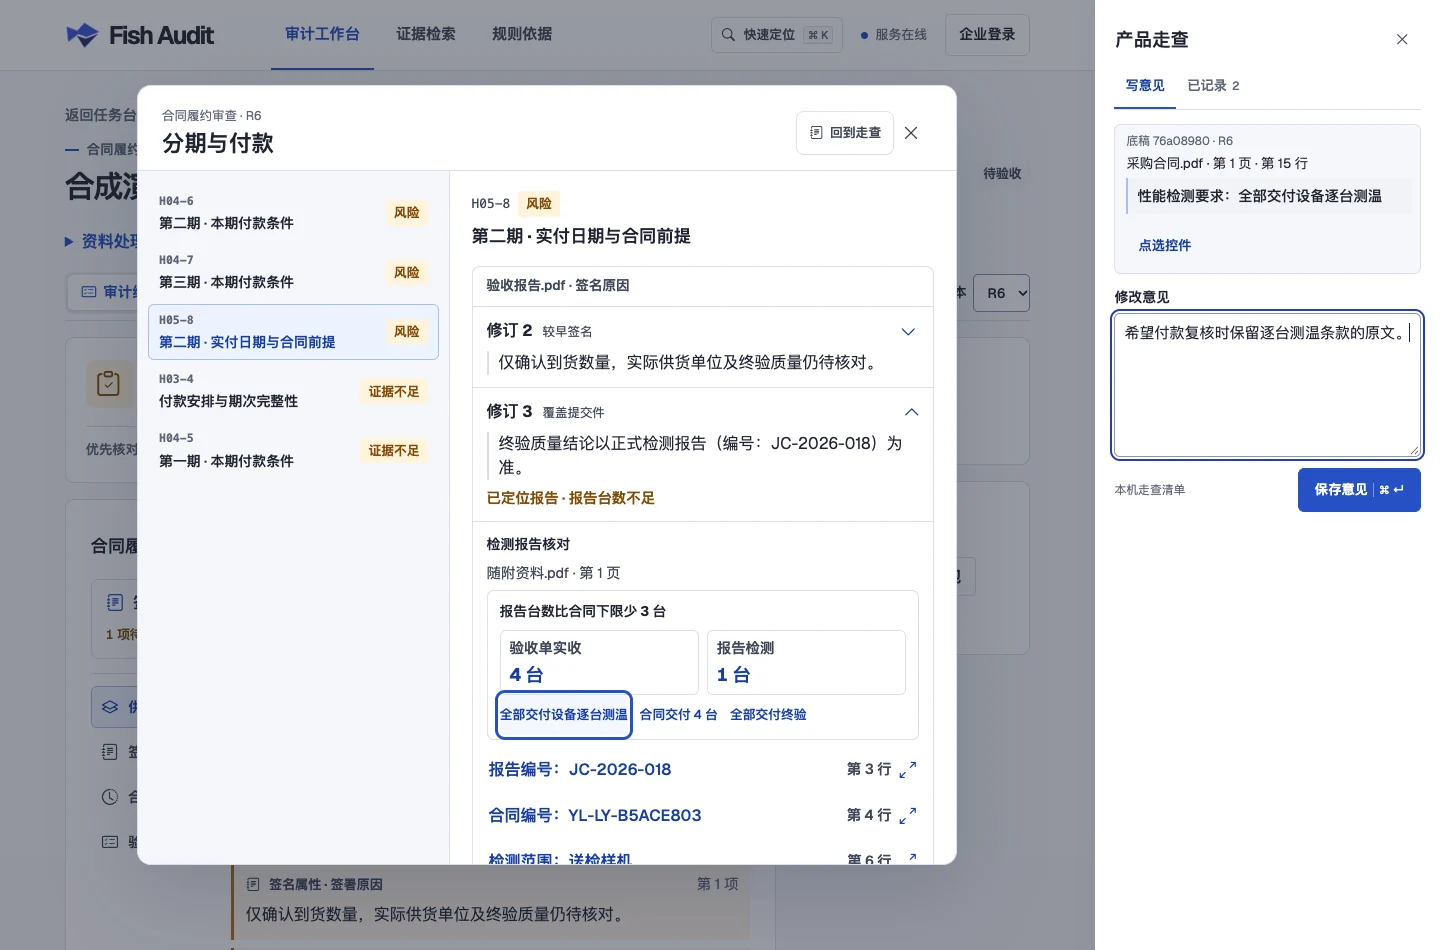 Fish Audit
审计工作台
证据检索
规则依据
快速定位 ⌘ K
服务在线
企业登录
返回任务台
合同履约
合成演
待验收
资料处理
审计结
本
R6
优先核对
合同履
1 项待
合同履约审查 · R6
分期与付款
回到走查
H04-6
第二期 · 本期付款条件
风险
H04-7
第三期 · 本期付款条件
风险
H05-8
第二期 · 实付日期与合同前提
风险
H03-4
付款安排与期次完整性
证据不足
H04-5
第一期 · 本期付款条件
证据不足
H05-8 风险
第二期 · 实付日期与合同前提
验收报告.pdf · 签名原因
修订 2 较早签名
仅确认到货数量，实际供货单位及终验质量仍待核对。
修订 3 覆盖提交件
终验质量结论以正式检测报告（编号：JC-2026-018）为
准。
已定位报告 · 报告台数不足
检测报告核对
随附资料.pdf · 第 1 页
报告台数比合同下限少 3 台
验收单实收
4 台
报告检测
1 台
全部交付设备逐台测温 合同交付 4 台 全部交付终验
报告编号：JC-2026-018 第 3 行
合同编号：YL-LY-B5ACE803 第 4 行
检测范围：送检样机 第 6 行
签名属性 · 签署原因 第 1 项
仅确认到货数量，实际供货单位及终验质量仍待核对。
产品走查
写意见
已记录 2
底稿 76a08980 · R6
采购合同.pdf · 第 1 页 · 第 15 行
性能检测要求：全部交付设备逐台测温
点选控件
修改意见
希望付款复核时保留逐台测温条款的原文。
本机走查清单
保存意见 ⌘ ↵